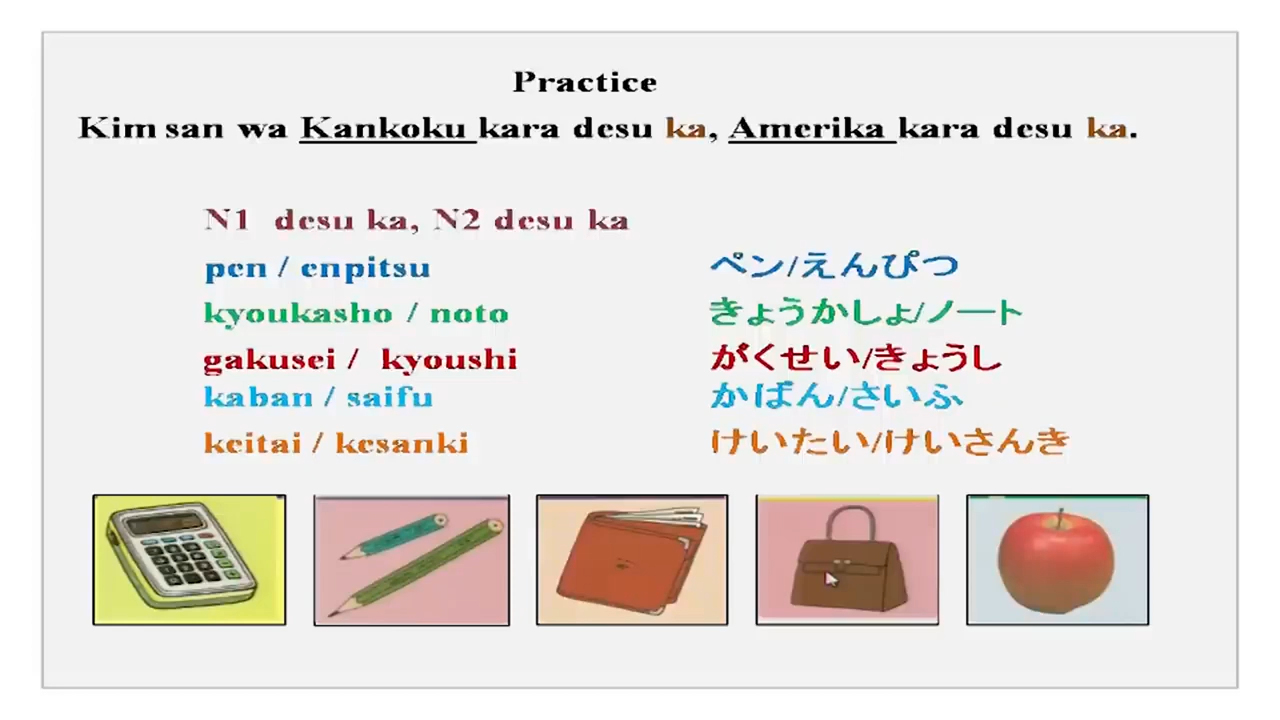 Practice
Kim san wa Kankoku kara desu ka, Amerika kara desu ka.
N1 desu ka, N2 desu ka
pen / enpitsu ペン/えんぴつ
kyoukasho / noto きょうかしょ/ノート
gakusei / kyoushi がくせい/きょうし
kaban / saifu かばん/さいふ
keitai / kesanki けいたい/けいさんき